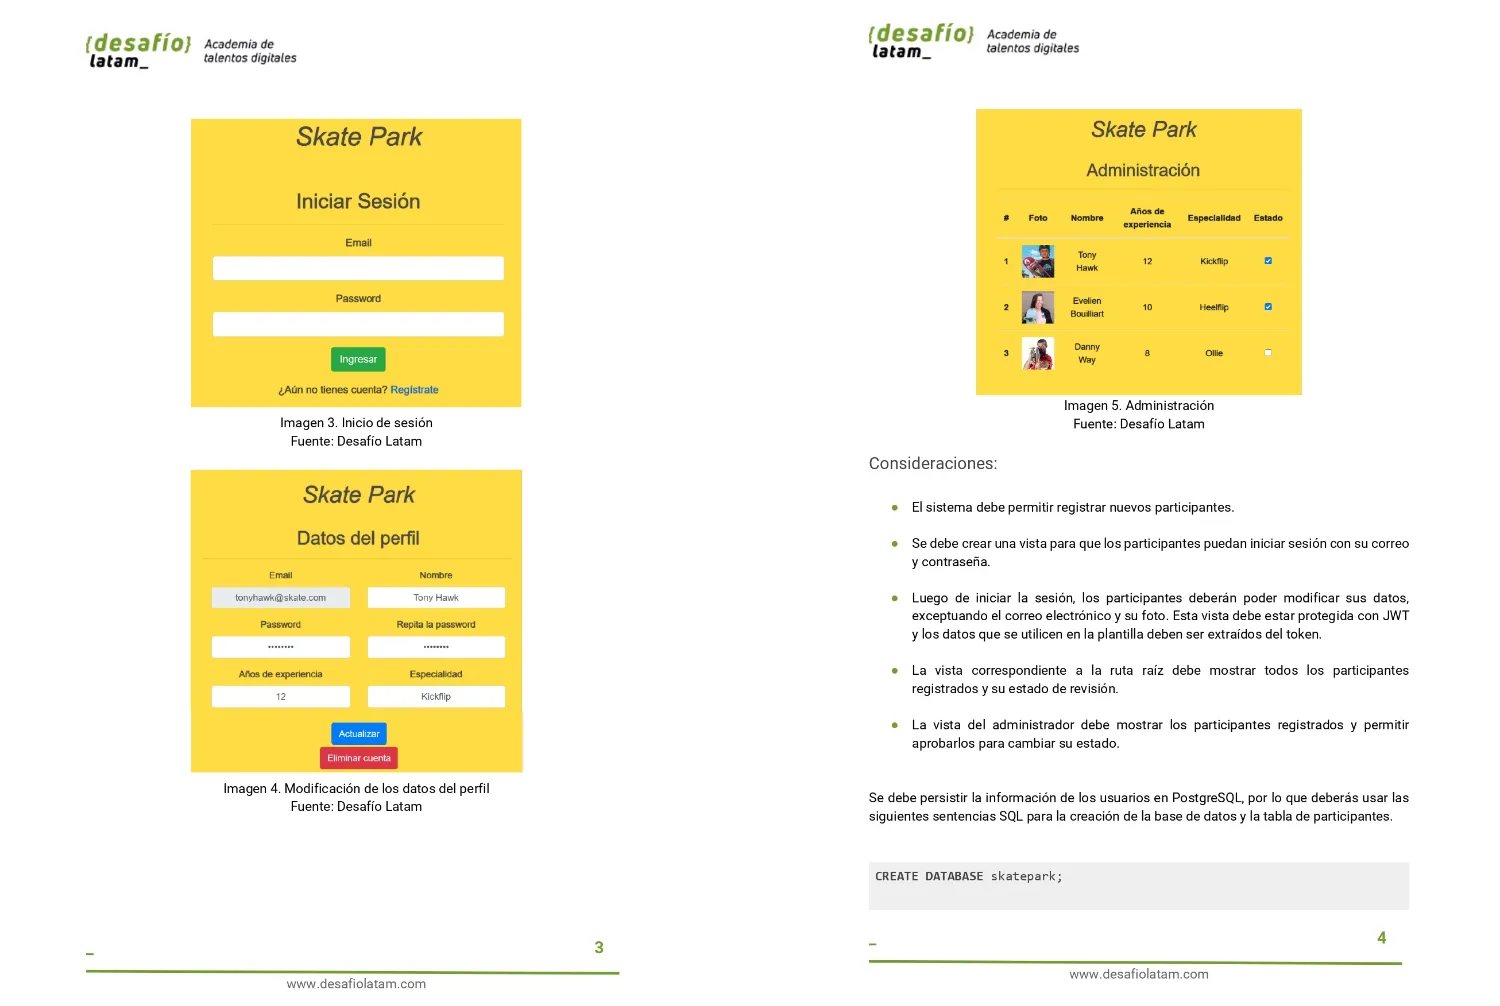 {desafío}
latam_
Academia de
talentos digitales
Skate Park
Iniciar Sesión
Email
Password
Ingresar
¿Aún no tienes cuenta? Regístrate
Imagen 3. Inicio de sesión
Fuente: Desafío Latam
Skate Park
Datos del perfil
Email Nombre
tonyhawk@skate.com Tony Hawk
Password Repita la password
•••••••• ••••••••
Años de experiencia Especialidad
12 Kickflip
Actualizar
Eliminar cuenta
Imagen 4. Modificación de los datos del perfil
Fuente: Desafío Latam
_ 3
www.desafiolatam.com
{desafío}
latam_
Academia de
talentos digitales
Skate Park
Administración
# Foto Nombre Años de experiencia Especialidad Estado
1 Tony Hawk 12 Kickflip
2 Evelien Bouilliart 10 Heelflip
3 Danny Way 8 Ollie
Imagen 5. Administración
Fuente: Desafío Latam
Consideraciones:
● El sistema debe permitir registrar nuevos participantes.
● Se debe crear una vista para que los participantes puedan iniciar sesión con su correo
y contraseña.
● Luego de iniciar la sesión, los participantes deberán poder modificar sus datos,
exceptuando el correo electrónico y su foto. Esta vista debe estar protegida con JWT
y los datos que se utilicen en la plantilla deben ser extraídos del token.
● La vista correspondiente a la ruta raíz debe mostrar todos los participantes
registrados y su estado de revisión.
● La vista del administrador debe mostrar los participantes registrados y permitir
aprobarlos para cambiar su estado.
Se debe persistir la información de los usuarios en PostgreSQL, por lo que deberás usar las
siguientes sentencias SQL para la creación de la base de datos y la tabla de participantes.
CREATE DATABASE skatepark;
_ 4
www.desafiolatam.com